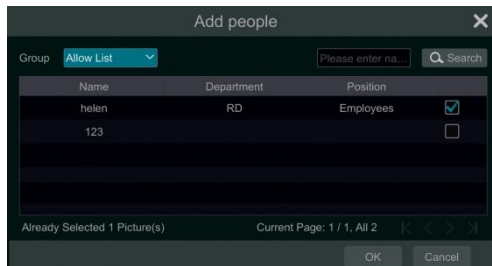 Add people
Group Allow List Please enter na... Search
Name Department Position
helen RD Employees
123
Already Selected 1 Picture(s) Current Page: 1 / 1, All 2
OK Cancel